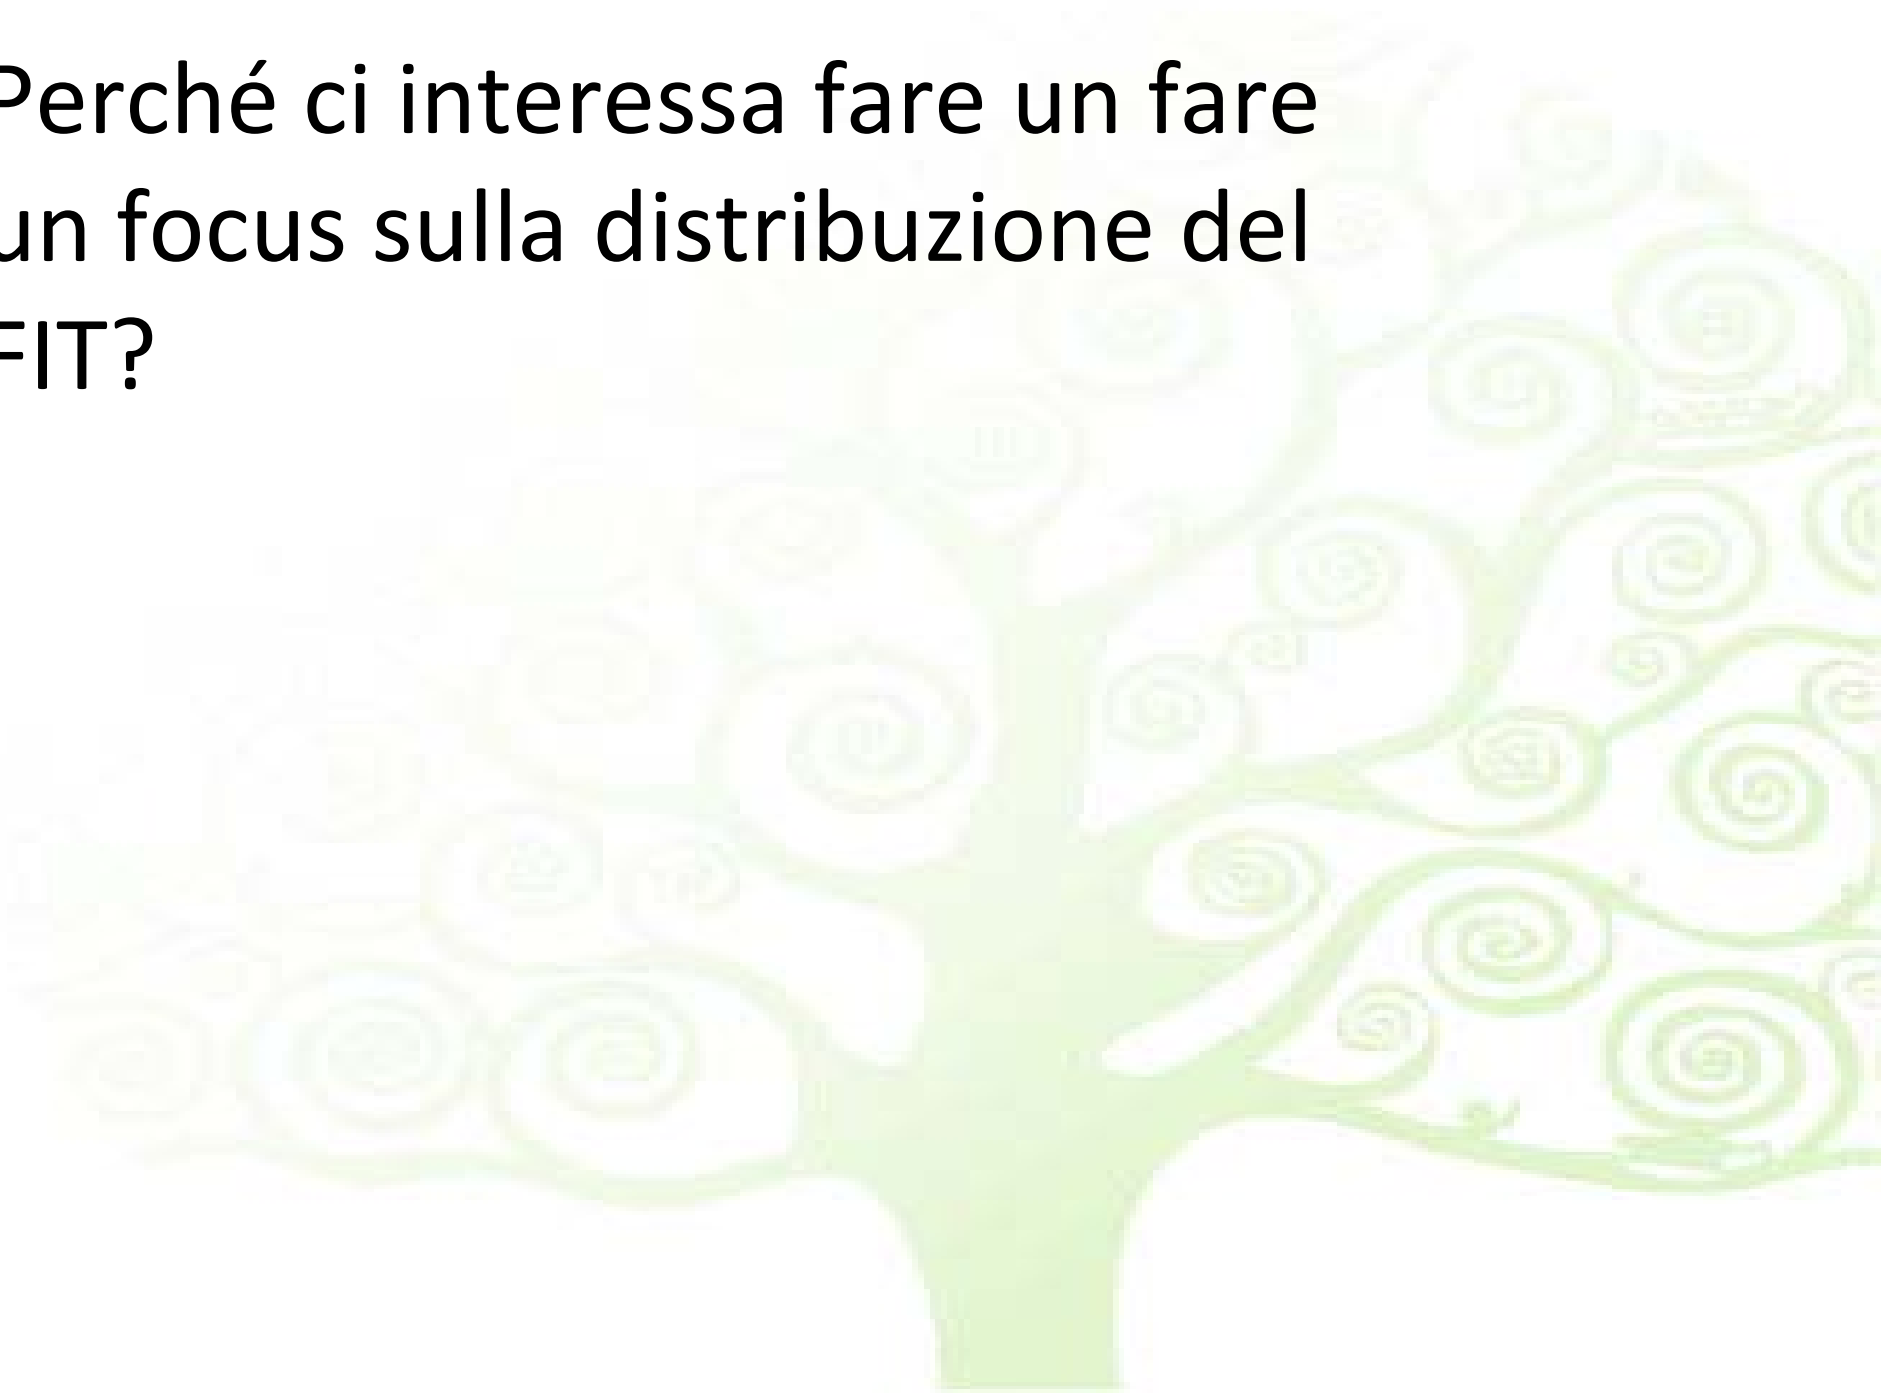 Perché ci interessa fare un fare
un focus sulla distribuzione del
FIT?